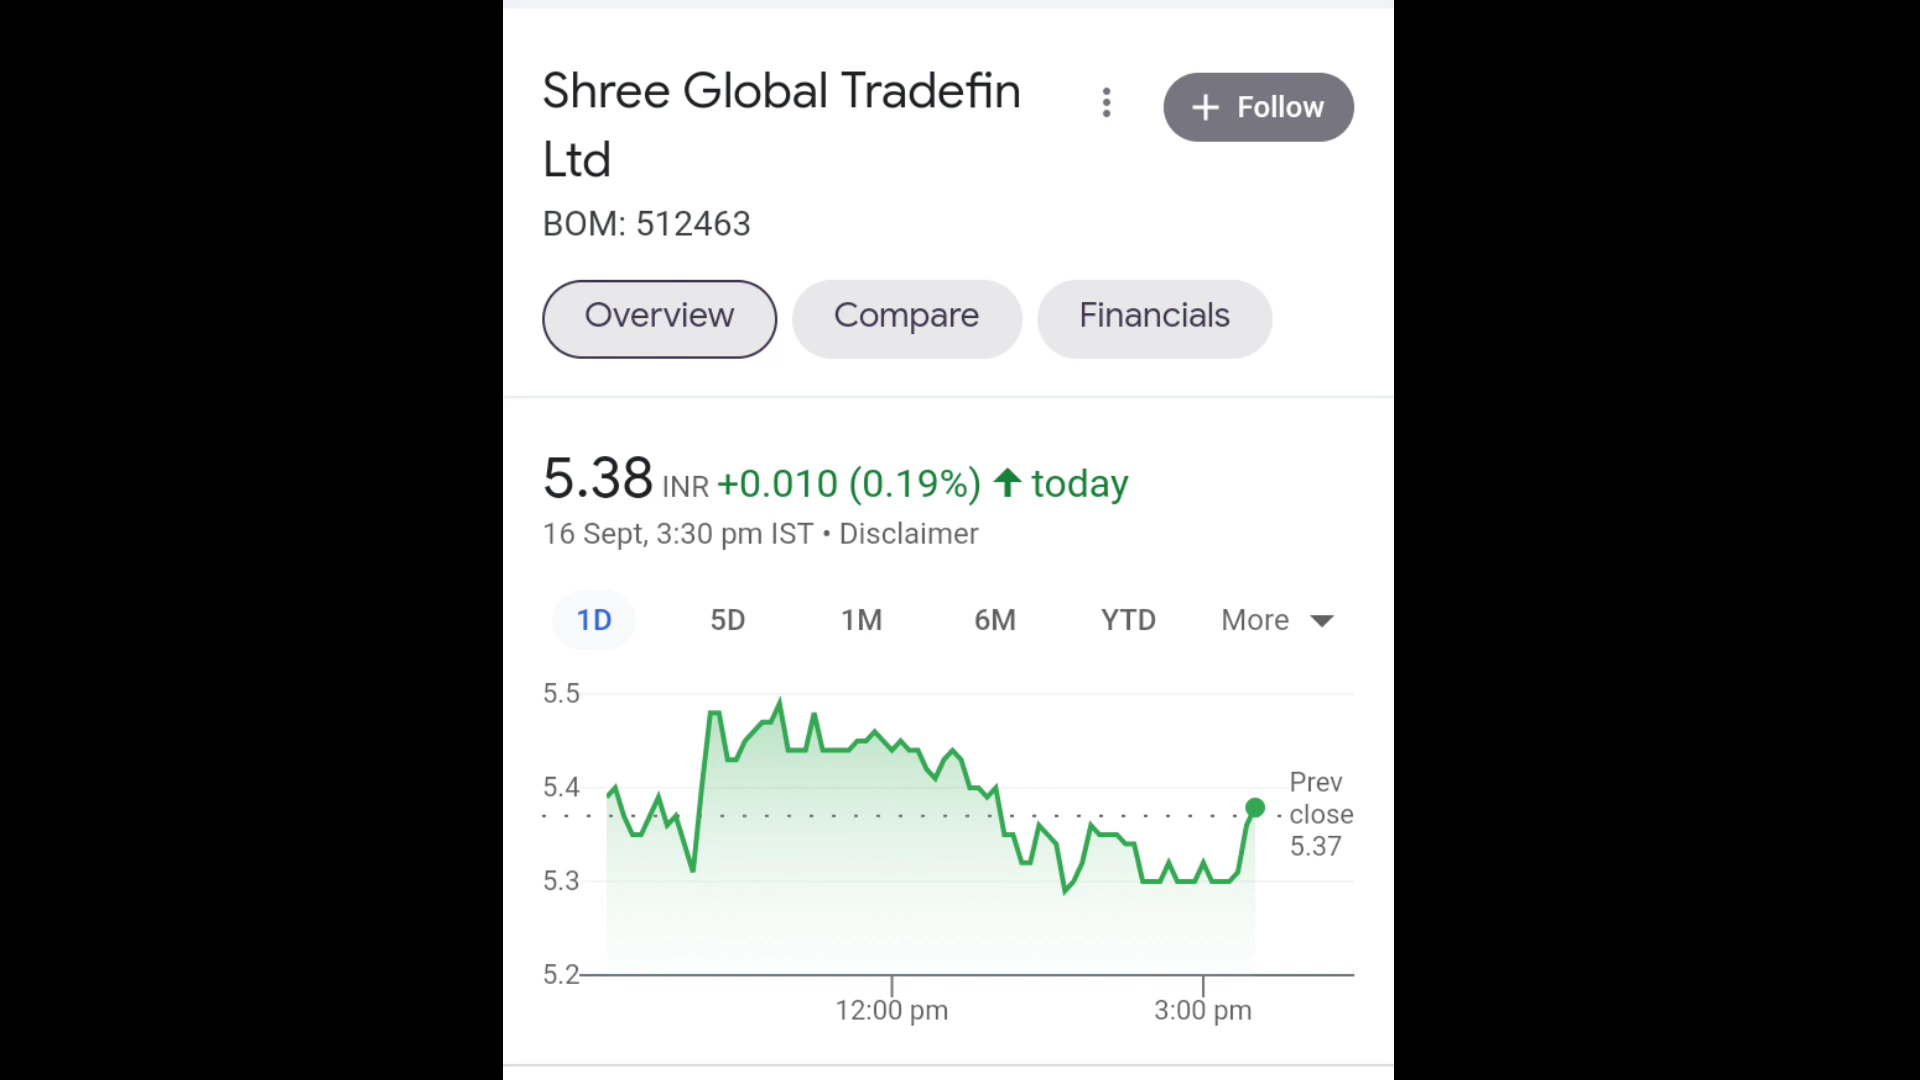 Shree Global Tradefin
Ltd
+ Follow
BOM: 512463
Overview
Compare
Financials
5.38 INR +0.010 (0.19%) ↑ today
16 Sept, 3:30 pm IST • Disclaimer
1D
5D
1M
6M
YTD
More
5.5
5.4
5.3
5.2
Prev
close
5.37
12:00 pm
3:00 pm